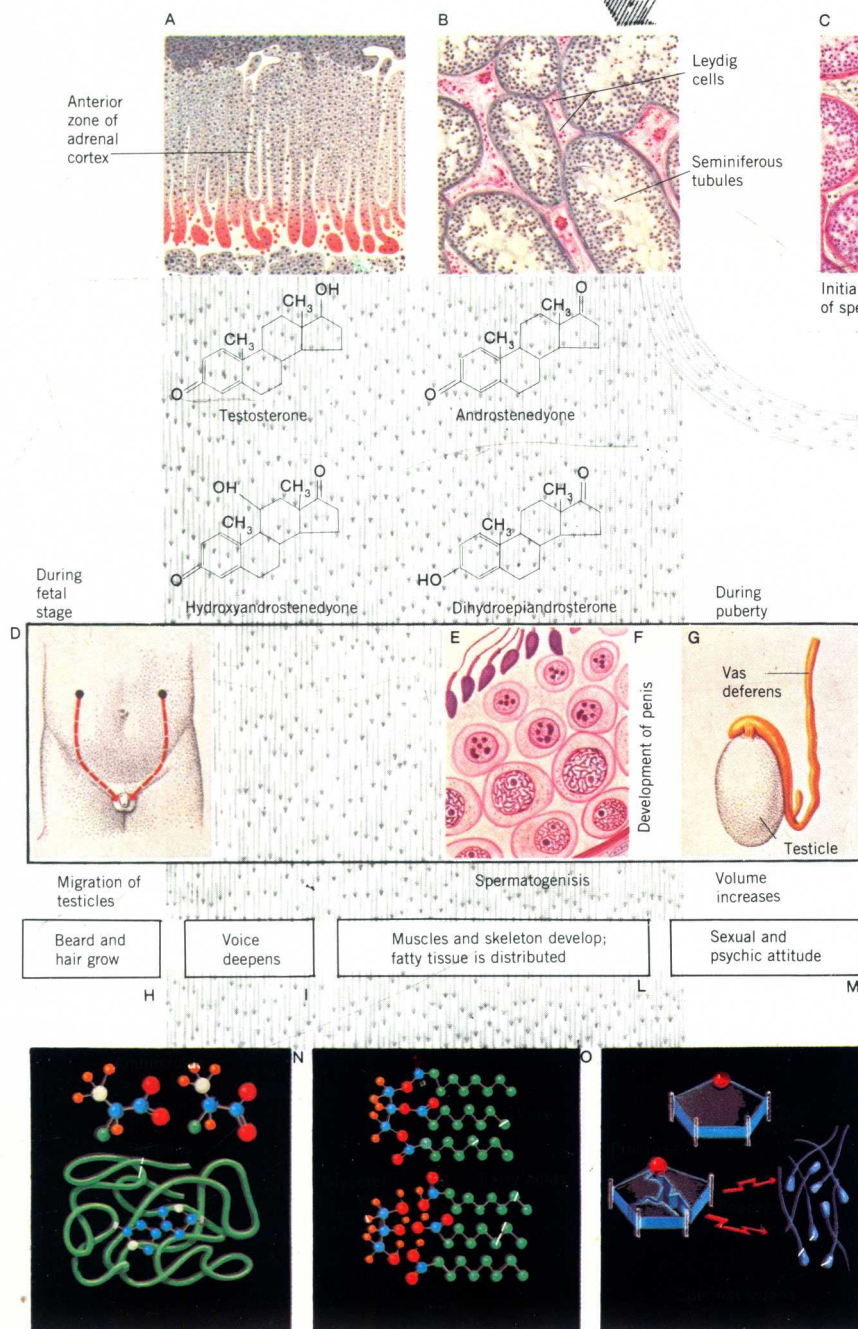 A
B
C
Anterior
zone of
adrenal
cortex
Leydig
cells
Seminiferous
tubules
Initia
of spe
OH
CH3
CH3
O
Testosterone
O
CH3
CH3
O
Androstenedyone
O
OH
CH3
CH3
O
Hydroxyandrostenedyone
O
CH3
CH3
HO
Dihydroepiandrosterone
During
fetal
stage
During
puberty
D
E
F
G
Development of penis
Vas
deferens
Testicle
Migration of
testicles
Spermatogenisis
Volume
increases
Beard and
hair grow
Voice
deepens
Muscles and skeleton develop;
fatty tissue is distributed
Sexual and
psychic attitude
H
I
L
M
N
O